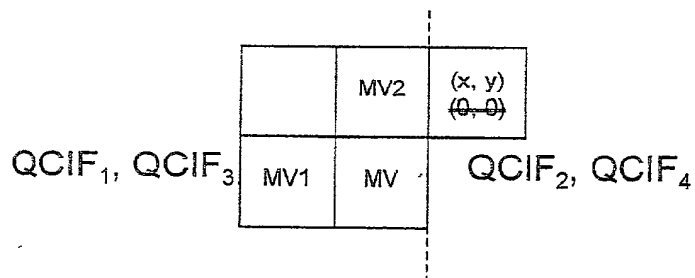 MV2
(x, y)
(0, 0)
QCIF₁, QCIF₃
MV1
MV
QCIF₂, QCIF₄